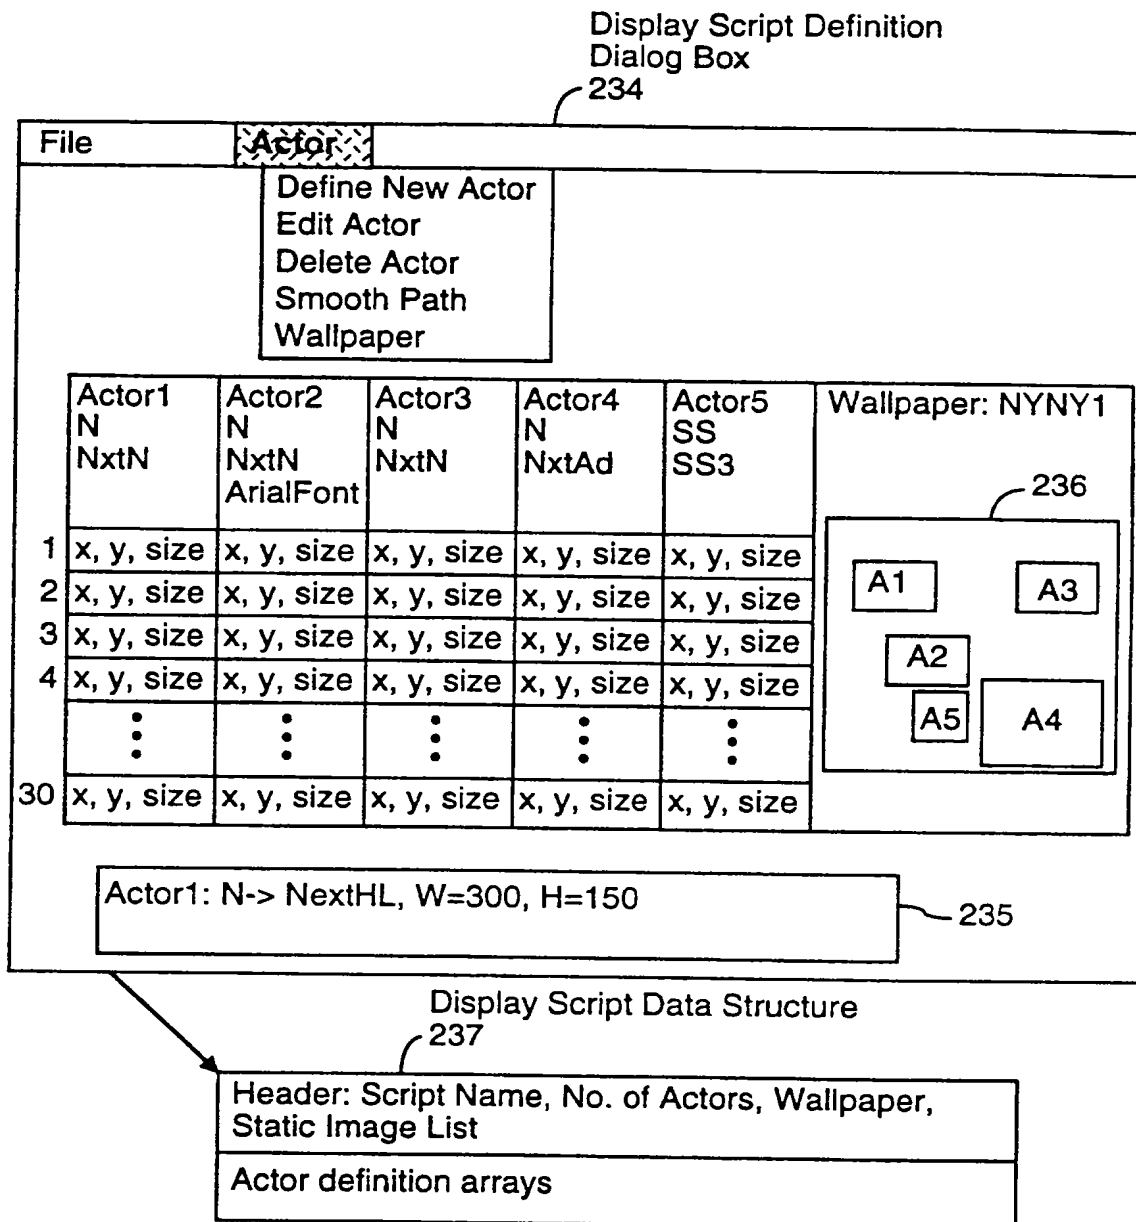 Display Script Definition
Dialog Box
234
File Actor
Define New Actor
Edit Actor
Delete Actor
Smooth Path
Wallpaper
Actor1 Actor2 Actor3 Actor4 Actor5 Wallpaper: NYNY1
N N N N SS
NxtN NxtN NxtN NxtAd SS3
ArialFont
236
1 x, y, size x, y, size x, y, size x, y, size x, y, size
2 x, y, size x, y, size x, y, size x, y, size x, y, size
3 x, y, size x, y, size x, y, size x, y, size x, y, size
4 x, y, size x, y, size x, y, size x, y, size x, y, size
30 x, y, size x, y, size x, y, size x, y, size x, y, size
A1 A3
A2
A5 A4
Actor1: N-> NextHL, W=300, H=150
235
Display Script Data Structure
237
Header: Script Name, No. of Actors, Wallpaper,
Static Image List
Actor definition arrays